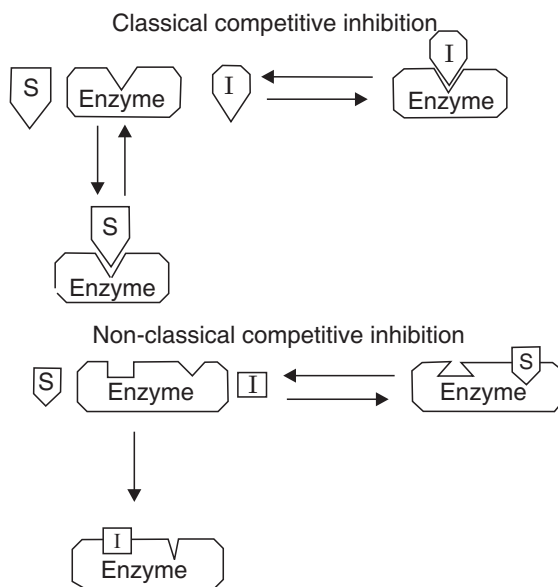 Classical competitive inhibition
S
Enzyme
I
I
Enzyme
S
Enzyme
Non-classical competitive inhibition
S
Enzyme
I
S
Enzyme
I
Enzyme